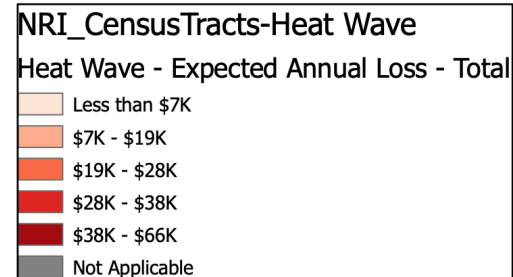 NRI_CensusTracts-Heat Wave
Heat Wave - Expected Annual Loss - Total
Less than $7K
$7K - $19K
$19K - $28K
$28K - $38K
$38K - $66K
Not Applicable